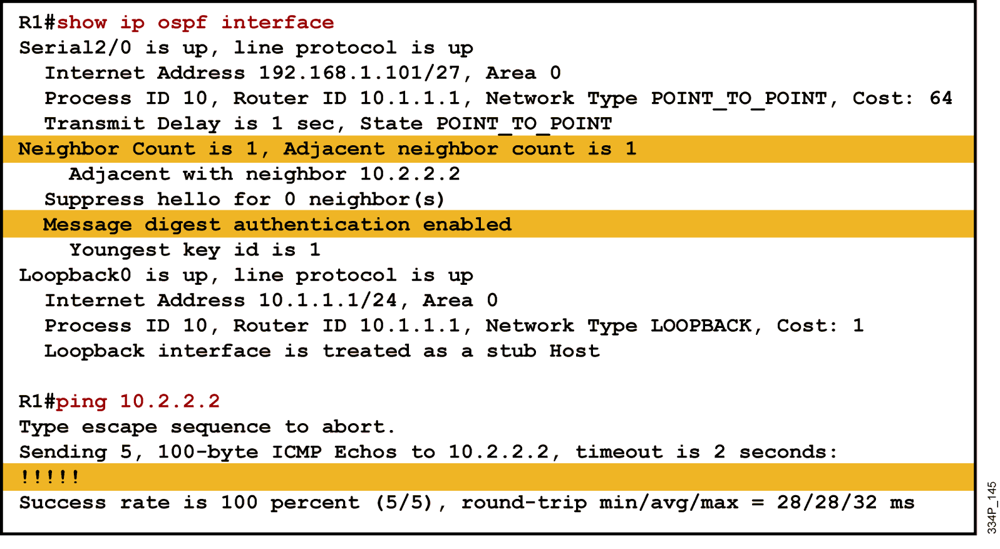 R1#show ip ospf interface
Serial2/0 is up, line protocol is up
Internet Address 192.168.1.101/27, Area 0
Process ID 10, Router ID 10.1.1.1, Network Type POINT_TO_POINT, Cost: 64
Transmit Delay is 1 sec, State POINT_TO_POINT
Neighbor Count is 1, Adjacent neighbor count is 1
Adjacent with neighbor 10.2.2.2
Suppress hello for 0 neighbor(s)
Message digest authentication enabled
Youngest key id is 1
Loopback0 is up, line protocol is up
Internet Address 10.1.1.1/24, Area 0
Process ID 10, Router ID 10.1.1.1, Network Type LOOPBACK, Cost: 1
Loopback interface is treated as a stub Host
R1#ping 10.2.2.2
Type escape sequence to abort.
Sending 5, 100-byte ICMP Echos to 10.2.2.2, timeout is 2 seconds:
!!!!!
Success rate is 100 percent (5/5), round-trip min/avg/max = 28/28/32 ms
334P_145